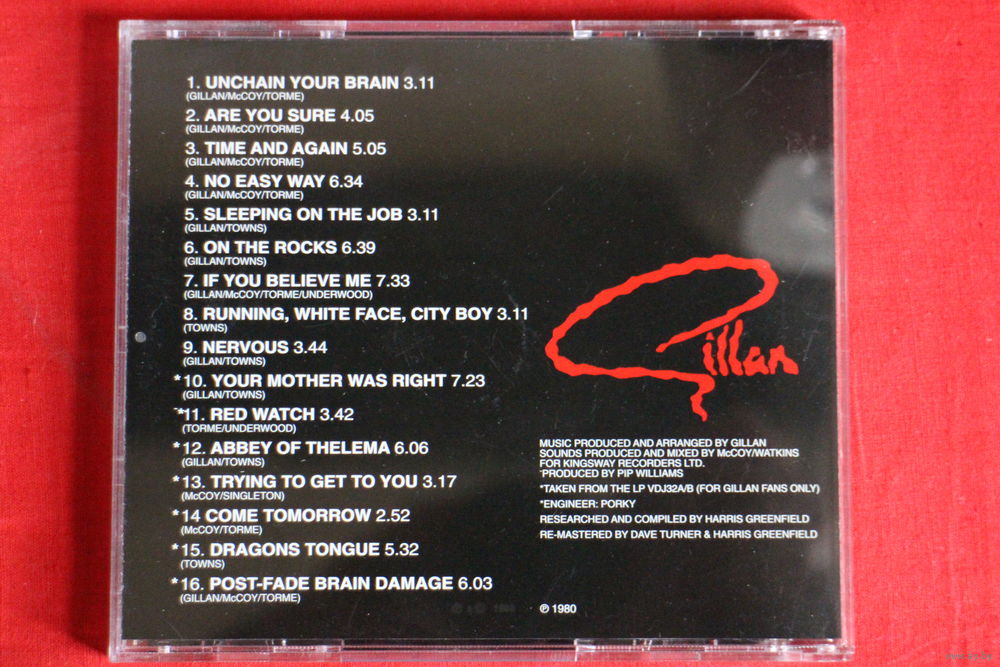 1. UNCHAIN YOUR BRAIN 3.11
(GILLAN/McCOY/TORME)
2. ARE YOU SURE 4.05
(GILLAN/McCOY/TORME)
3. TIME AND AGAIN 5.05
(GILLAN/McCOY/TORME)
4. NO EASY WAY 6.34
(GILLAN/McCOY/TORME)
5. SLEEPING ON THE JOB 3.11
(GILLAN/TOWNS)
6. ON THE ROCKS 6.39
(GILLAN/TOWNS)
7. IF YOU BELIEVE ME 7.33
(GILLAN/McCOY/TORME/UNDERWOOD)
8. RUNNING, WHITE FACE, CITY BOY 3.11
(TOWNS)
9. NERVOUS 3.44
(GILLAN/TOWNS)
*10. YOUR MOTHER WAS RIGHT 7.23
(GILLAN/TOWNS)
*11. RED WATCH 3.42
(TORME/UNDERWOOD)
*12. ABBEY OF THELEMA 6.06
(GILLAN/TOWNS)
*13. TRYING TO GET TO YOU 3.17
(McCOY/SINGLETON)
*14 COME TOMORROW 2.52
(McCOY/TORME)
*15. DRAGONS TONGUE 5.32
(TOWNS)
*16. POST-FADE BRAIN DAMAGE 6.03
(GILLAN/McCOY/TORME)
Gillan
MUSIC PRODUCED AND ARRANGED BY GILLAN
SOUNDS PRODUCED AND MIXED BY McCOY/WATKINS
FOR KINGSWAY RECORDERS LTD.
*PRODUCED BY PIP WILLIAMS
*TAKEN FROM THE LP VDJ32A/B (FOR GILLAN FANS ONLY)
*ENGINEER: PORKY
RESEARCHED AND COMPILED BY HARRIS GREENFIELD
RE-MASTERED BY DAVE TURNER & HARRIS GREENFIELD
℗ 1980